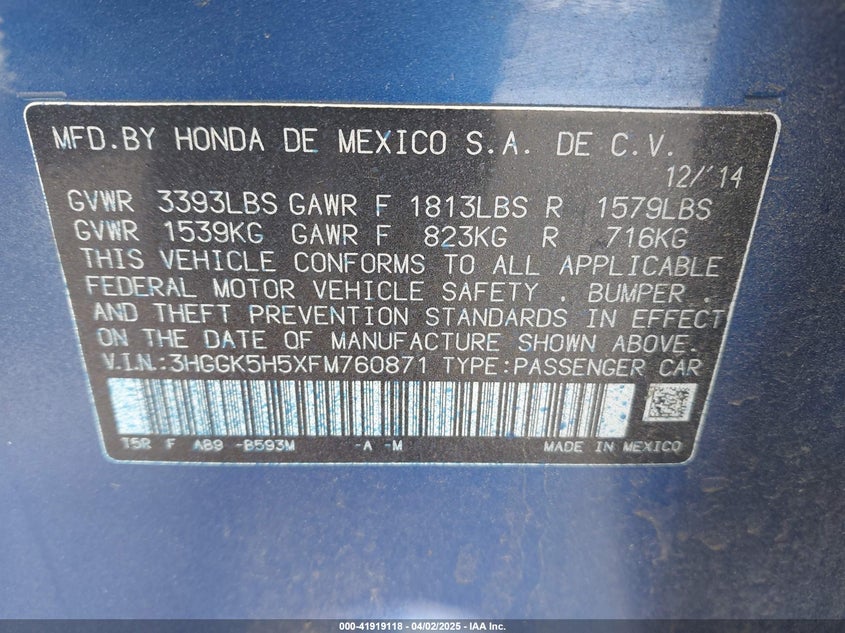 MFD.BY HONDA DE MEXICO S.A. DE C.V.
12/'14
GVWR 3393LBS GAWR F 1813LBS R 1579LBS
GVWR 1539KG GAWR F 823KG R 716KG
THIS VEHICLE CONFORMS TO ALL APPLICABLE
FEDERAL MOTOR VEHICLE SAFETY . BUMPER .
AND THEFT PREVENTION STANDARDS IN EFFECT
ON THE DATE OF MANUFACTURE SHOWN ABOVE.
V.I.N.:3HGGK5H5XFM760871 TYPE:PASSENGER CAR
T5R F AB9 -B593M -A -M MADE IN MEXICO
000-41919118 - 04/02/2025 - IAA Inc.